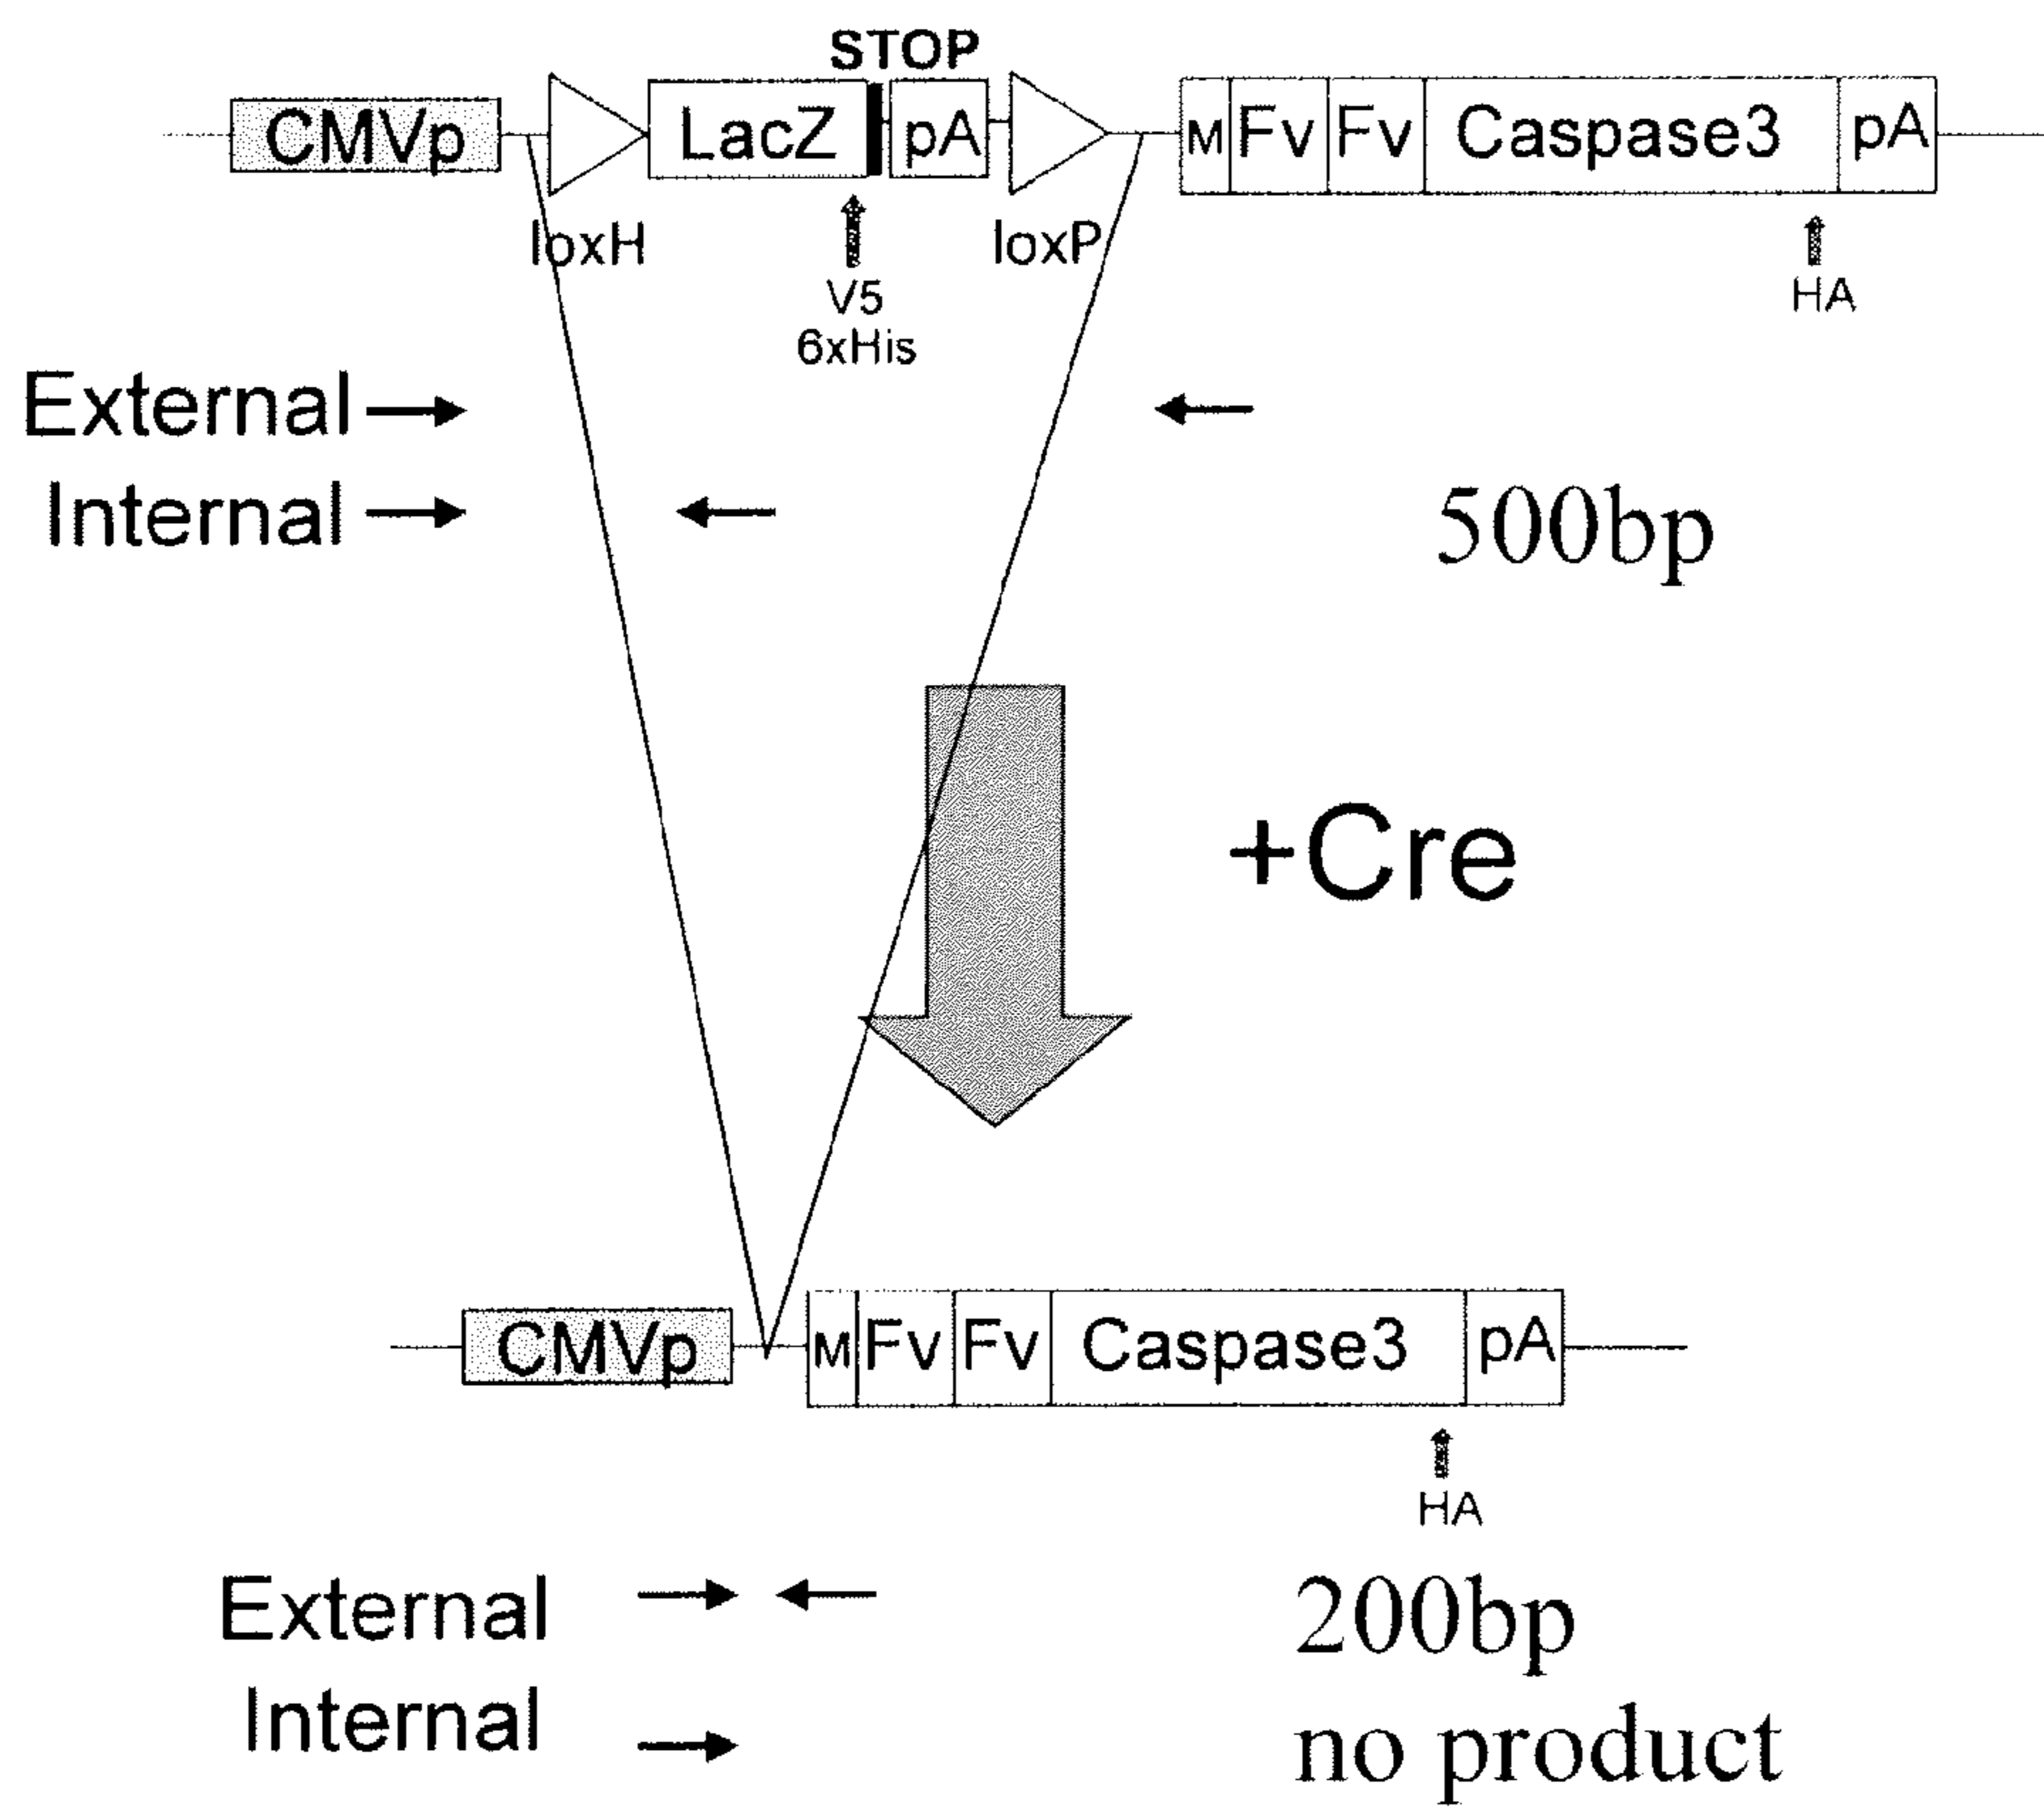 STOP
CMVp LacZ pA M Fv Fv Caspase3 pA
loxH loxP
V5
6xHis
HA
External
Internal 500bp
+Cre
CMVp M Fv Fv Caspase3 pA
HA
External 200bp
Internal no product